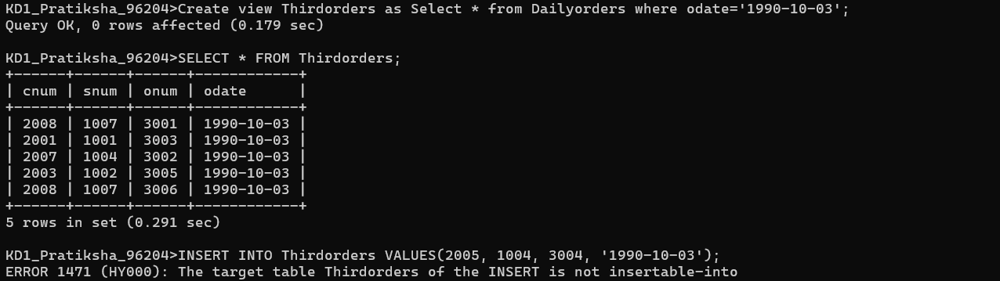 KD1_Pratiksha_96204>Create view Thirdorders as Select * from Dailyorders where odate='1990-10-03';
Query OK, 0 rows affected (0.179 sec)
KD1_Pratiksha_96204>SELECT * FROM Thirdorders;
+------+------+------+------------+
| cnum | snum | onum | odate      |
+------+------+------+------------+
| 2008 | 1007 | 3001 | 1990-10-03 |
| 2001 | 1001 | 3003 | 1990-10-03 |
| 2007 | 1004 | 3002 | 1990-10-03 |
| 2003 | 1002 | 3005 | 1990-10-03 |
| 2008 | 1007 | 3006 | 1990-10-03 |
+------+------+------+------------+
5 rows in set (0.291 sec)
KD1_Pratiksha_96204>INSERT INTO Thirdorders VALUES(2005, 1004, 3004, '1990-10-03');
ERROR 1471 (HY000): The target table Thirdorders of the INSERT is not insertable-into